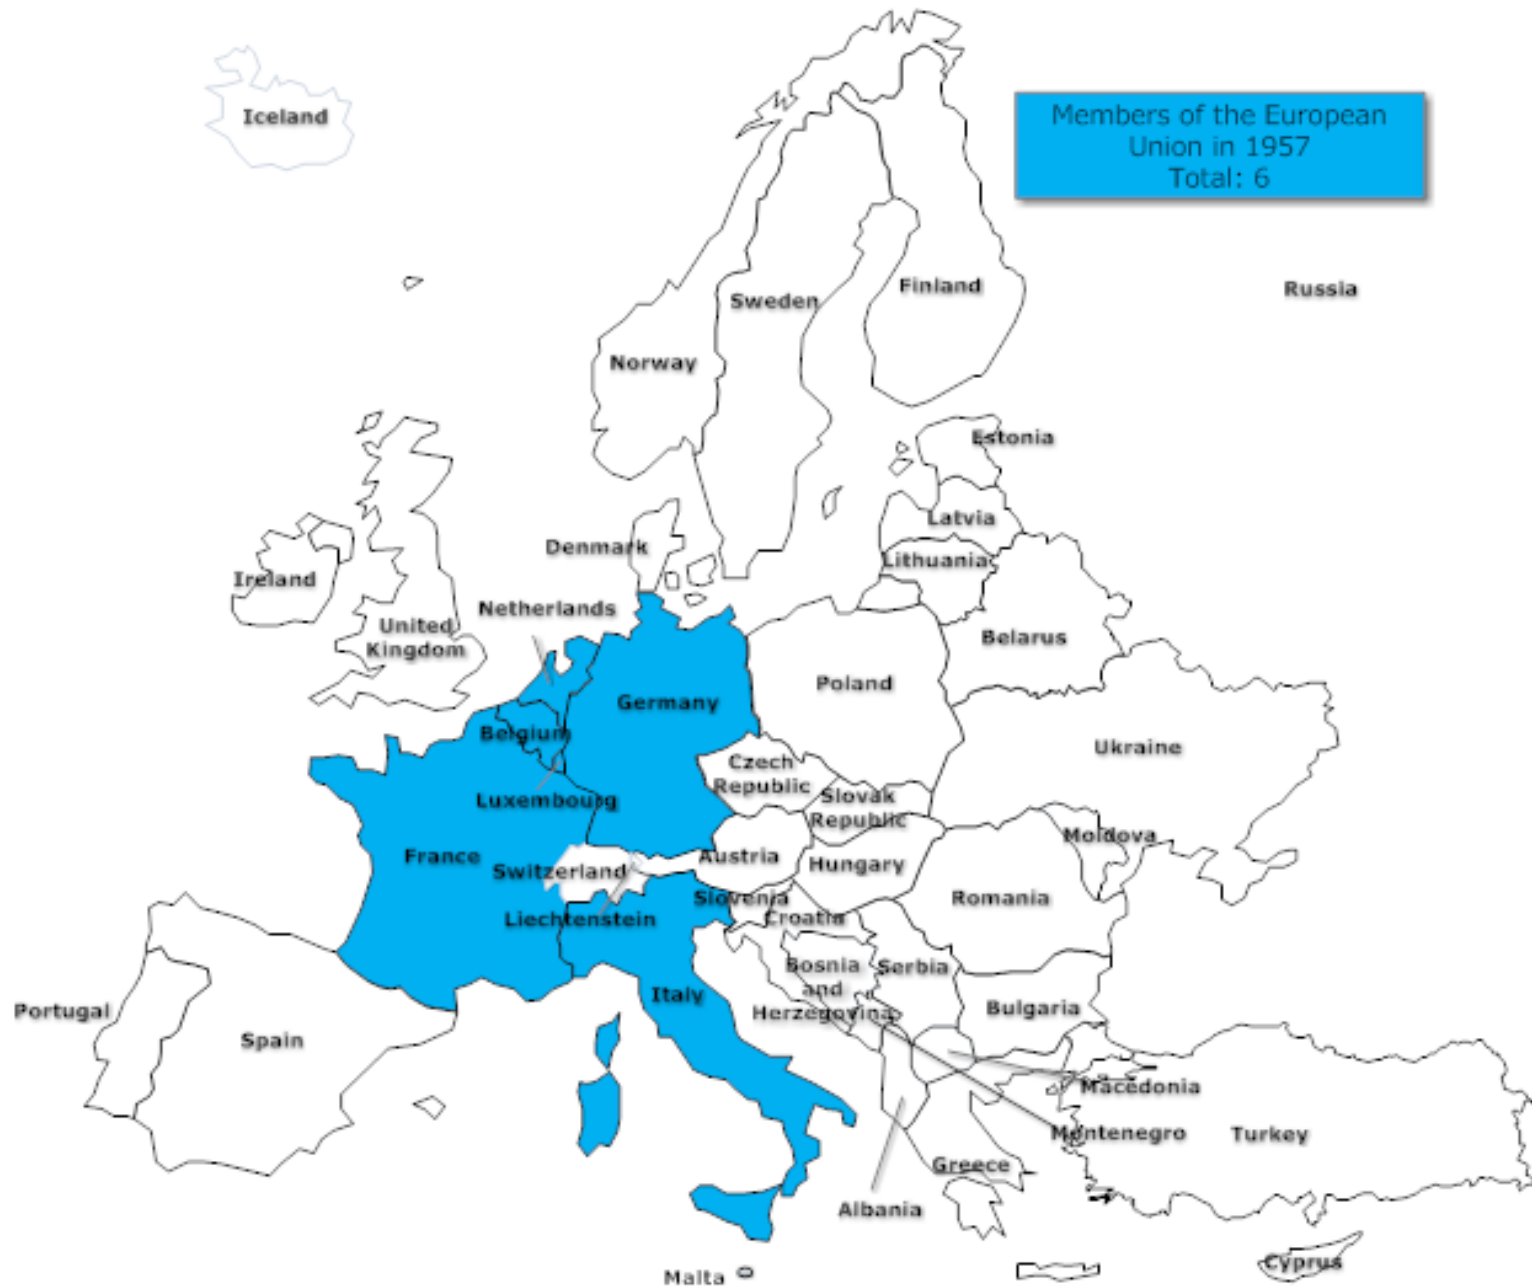 Iceland
Members of the European
Union in 1957
Total: 6
Russia
Finland
Sweden
Norway
Estonia
Latvia
Denmark
Lithuania
Ireland
Netherlands
United
Kingdom
Belarus
Poland
Germany
Belgium
Ukraine
Czech
Republic
Luxembourg
Slovak
Republic
Moldova
France
Austria
Hungary
Switzerland
Slovenia
Romania
Liechtenstein
Croatia
Bosnia
and
Herzegovina
Serbia
Italy
Bulgaria
Portugal
Spain
Macedonia
Montenegro
Turkey
Greece
Albania
Cyprus
Malta